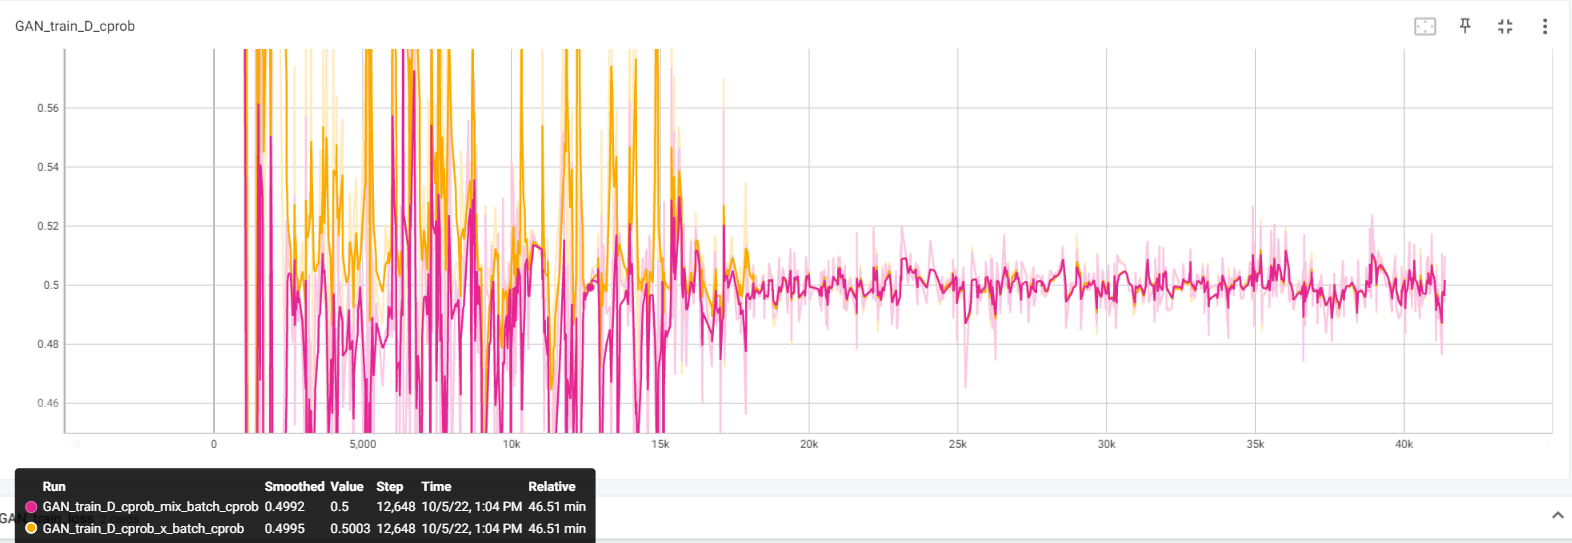 GAN_train_D_cprob
0.56
0.54
0.52
0.5
0.48
0.46
0 5,000 10k 15k 20k 25k 30k 35k 40k
Run Smoothed Value Step Time Relative
GAN_train_D_cprob_mix_batch_cprob 0.4992 0.5 12,648 10/5/22, 1:04 PM 46.51 min
GAN_train_D_cprob_x_batch_cprob 0.4995 0.5003 12,648 10/5/22, 1:04 PM 46.51 min